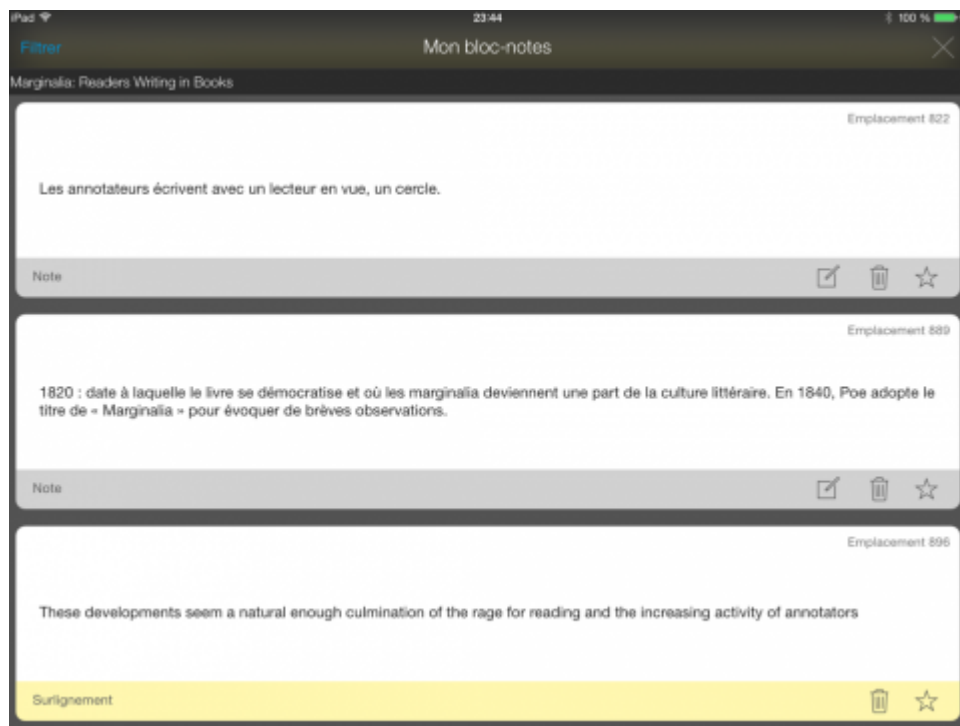 iPad 23:44 100 %
Filtrer Mon bloc-notes
Marginalia: Readers Writing in Books
Emplacement 822
Les annotateurs écrivent avec un lecteur en vue, un cercle.
Note
Emplacement 889
1820 : date à laquelle le livre se démocratise et où les marginalia deviennent une part de la culture littéraire. En 1840, Poe adopte le
titre de « Marginalia » pour évoquer de brèves observations.
Note
Emplacement 896
These developments seem a natural enough culmination of the rage for reading and the increasing activity of annotators
Surlignement